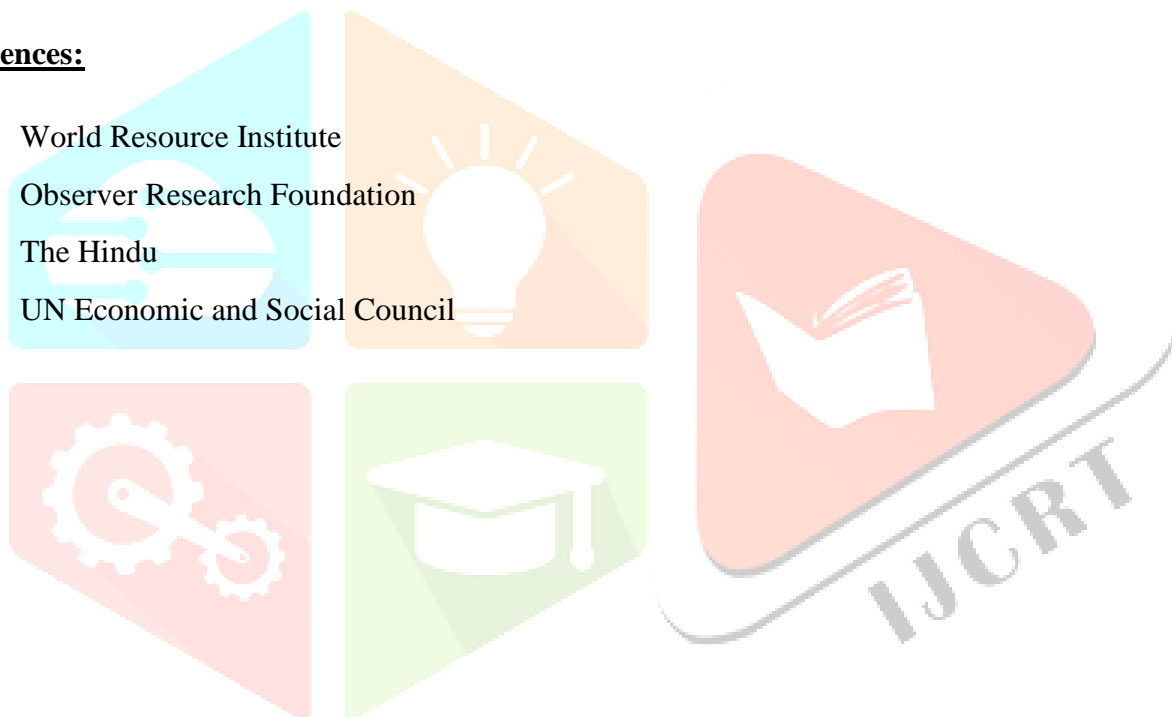 ences:
World Resource Institute
Observer Research Foundation
The Hindu
UN Economic and Social Council
IJCRT